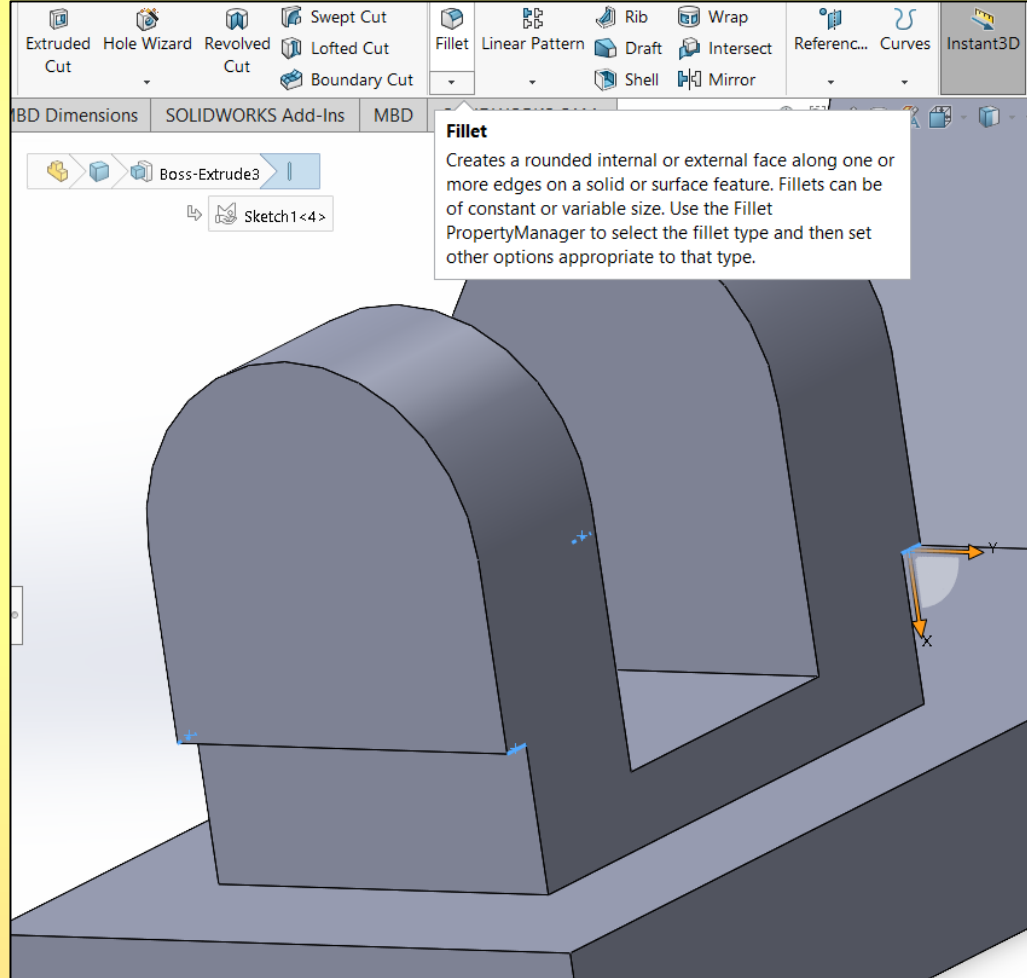 Extruded Cut
Hole Wizard
Revolved Cut
Swept Cut
Lofted Cut
Boundary Cut
Fillet
Linear Pattern
Rib
Draft
Shell
Wrap
Intersect
Mirror
Referenc...
Curves
Instant3D
MBD Dimensions
SOLIDWORKS Add-Ins
MBD
Fillet
Creates a rounded internal or external face along one or
more edges on a solid or surface feature. Fillets can be
of constant or variable size. Use the Fillet
PropertyManager to select the fillet type and then set
other options appropriate to that type.
Boss-Extrude3
Sketch1<4>
Y
X